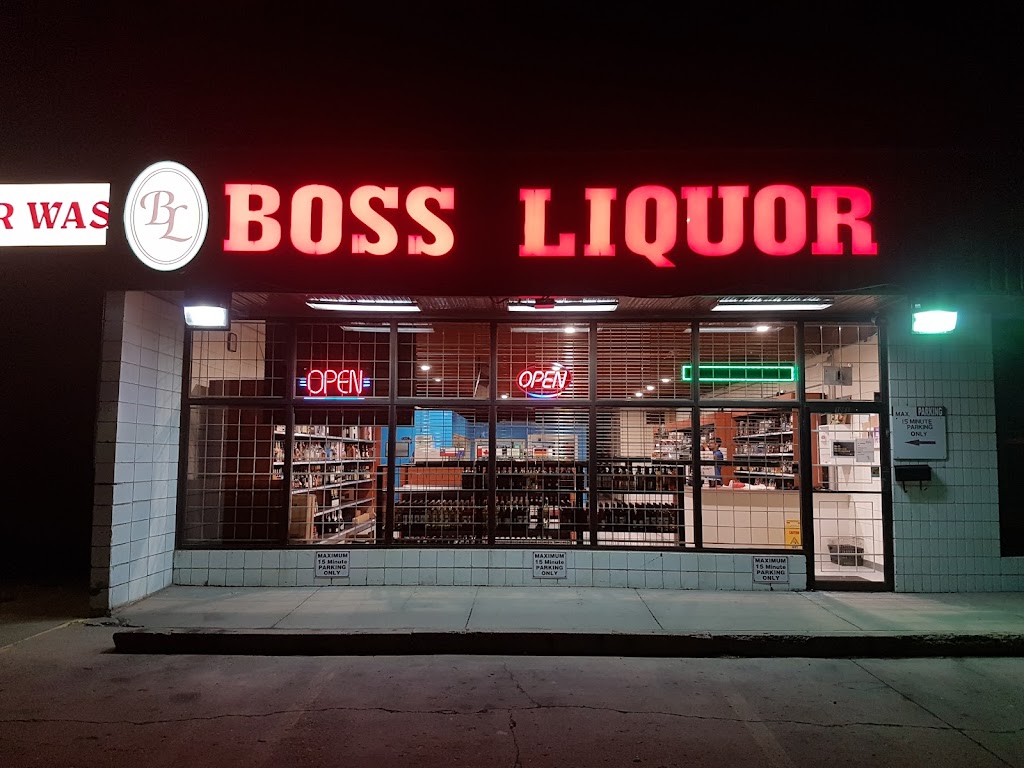 R WAS
BL
BOSS LIQUOR
OPEN
OPEN
MAX. PARKING
15 MINUTE
PARKING
ONLY
MAXIMUM
15 Minute
PARKING
ONLY
MAXIMUM
15 Minute
PARKING
ONLY
MAXIMUM
15 Minute
PARKING
ONLY